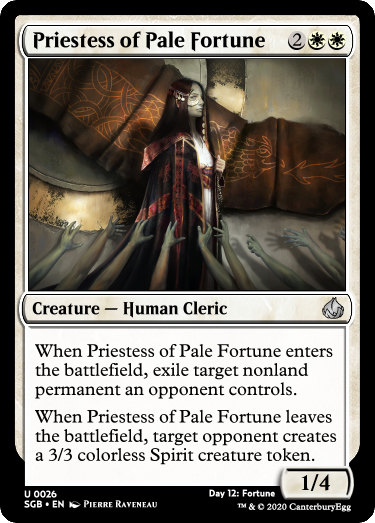 Priestess of Pale Fortune 2
Creature — Human Cleric
When Priestess of Pale Fortune enters
the battlefield, exile target nonland
permanent an opponent controls.
When Priestess of Pale Fortune leaves
the battlefield, target opponent creates
a 3/3 colorless Spirit creature token.
1/4
U 0026 Day 12: Fortune
SGB • EN Pierre Raveneau ™ & © 2020 CanterburyEgg